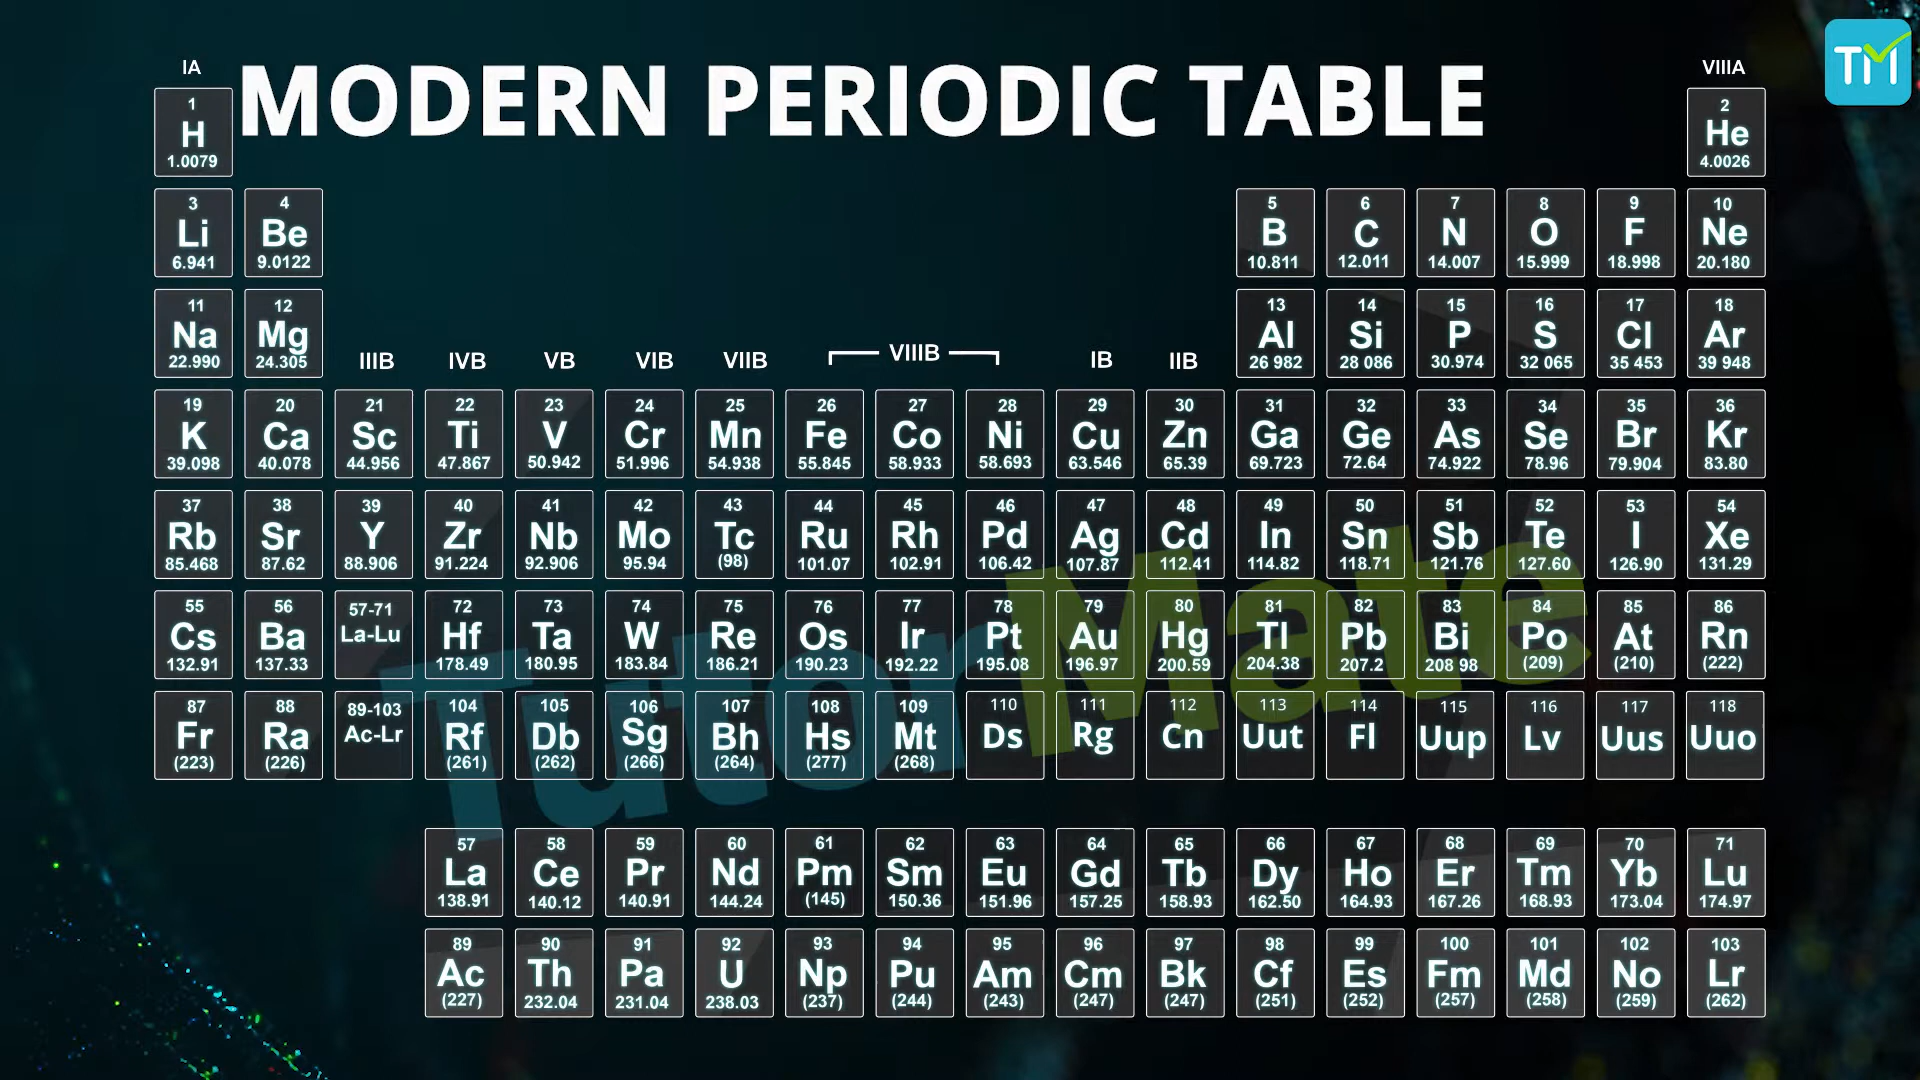 IA
MODERN PERIODIC TABLE
VIIIA
TM
1 2
H He
1.0079 4.0026
3 4 5 6 7 8 9 10
Li Be B C N O F Ne
6.941 9.0122 10.811 12.011 14.007 15.999 18.998 20.180
11 12 13 14 15 16 17 18
Na Mg Al Si P S Cl Ar
22.990 24.305 26 982 28 086 30.974 32 065 35 453 39 948
IIIB IVB VB VIB VIIB VIIIB IB IIB
19 20 21 22 23 24 25 26 27 28 29 30 31 32 33 34 35 36
K Ca Sc Ti V Cr Mn Fe Co Ni Cu Zn Ga Ge As Se Br Kr
39.098 40.078 44.956 47.867 50.942 51.996 54.938 55.845 58.933 58.693 63.546 65.39 69.723 72.64 74.922 78.96 79.904 83.80
37 38 39 40 41 42 43 44 45 46 47 48 49 50 51 52 53 54
Rb Sr Y Zr Nb Mo Tc Ru Rh Pd Ag Cd In Sn Sb Te I Xe
85.468 87.62 88.906 91.224 92.906 95.94 (98) 101.07 102.91 106.42 107.87 112.41 114.82 118.71 121.76 127.60 126.90 131.29
55 56 57-71 72 73 74 75 76 77 78 79 80 81 82 83 84 85 86
Cs Ba La-Lu Hf Ta W Re Os Ir Pt Au Hg Tl Pb Bi Po At Rn
132.91 137.33 178.49 180.95 183.84 186.21 190.23 192.22 195.08 196.97 200.59 204.38 207.2 208 98 (209) (210) (222)
TutorMate
87 88 89-103 104 105 106 107 108 109 110 111 112 113 114 115 116 117 118
Fr Ra Ac-Lr Rf Db Sg Bh Hs Mt Ds Rg Cn Uut Fl Uup Lv Uus Uuo
(223) (226) (261) (262) (266) (264) (277) (268)
57 58 59 60 61 62 63 64 65 66 67 68 69 70 71
La Ce Pr Nd Pm Sm Eu Gd Tb Dy Ho Er Tm Yb Lu
138.91 140.12 140.91 144.24 (145) 150.36 151.96 157.25 158.93 162.50 164.93 167.26 168.93 173.04 174.97
89 90 91 92 93 94 95 96 97 98 99 100 101 102 103
Ac Th Pa U Np Pu Am Cm Bk Cf Es Fm Md No Lr
(227) 232.04 231.04 238.03 (237) (244) (243) (247) (247) (251) (252) (257) (258) (259) (262)